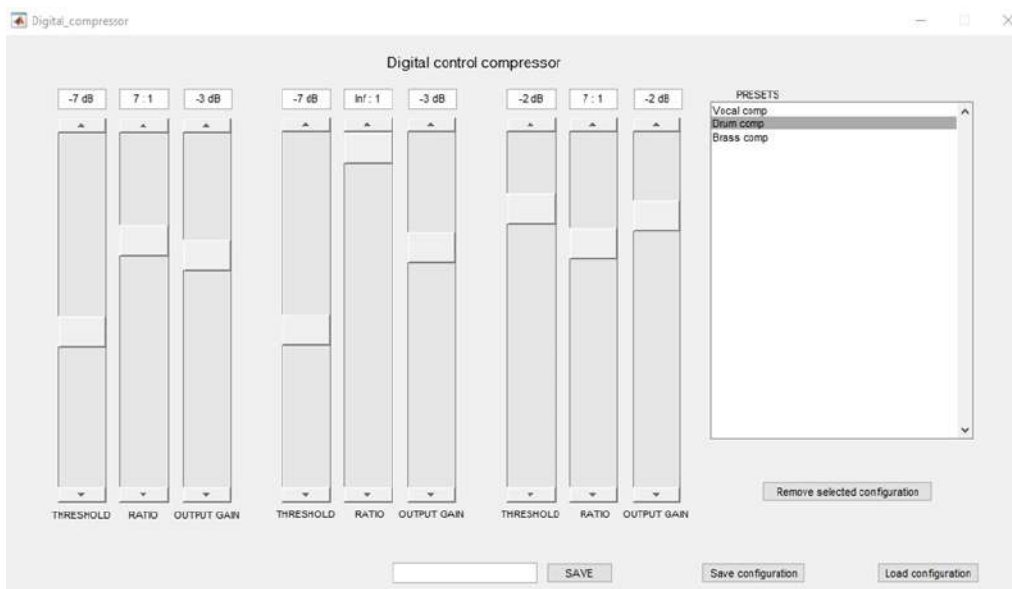 Digital_compressor
Digital control compressor
-7 dB 7 : 1 -3 dB -7 dB Inf : 1 -3 dB -2 dB 7 : 1 -2 dB
PRESETS
Vocal comp
Drum comp
Brass comp
Remove selected configuration
THRESHOLD RATIO OUTPUT GAIN THRESHOLD RATIO OUTPUT GAIN THRESHOLD RATIO OUTPUT GAIN
SAVE Save configuration Load configuration